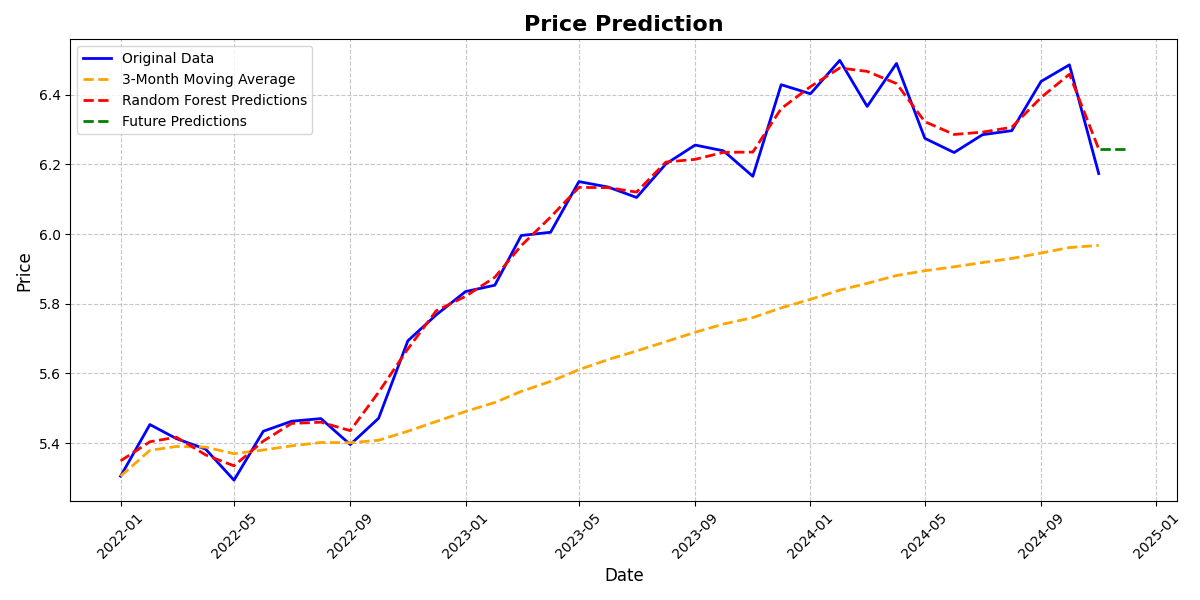 Price Prediction
Original Data
3-Month Moving Average
Random Forest Predictions
Future Predictions
Price
6.4
6.2
6.0
5.8
5.6
5.4
2022-01
2022-05
2022-09
2023-01
2023-05
2023-09
2024-01
2024-05
2024-09
2025-01
Date